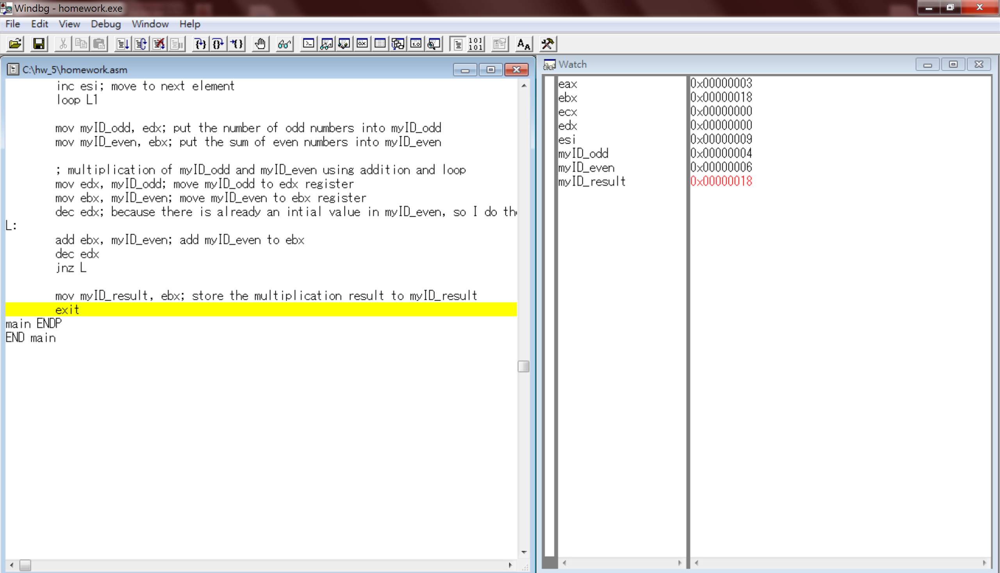 Windbg - homework.exe
File Edit View Debug Window Help
C:\hw_5\homework.asm
inc esi; move to next element
loop L1
mov myID_odd, edx; put the number of odd numbers into myID_odd
mov myID_even, ebx; put the sum of even numbers into myID_even
; multiplication of myID_odd and myID_even using addition and loop
mov edx, myID_odd; move myID_odd to edx register
mov ebx, myID_even; move myID_even to ebx register
dec edx; because there is already an intial value in myID_even, so I do
L:
add ebx, myID_even; add myID_even to ebx
dec edx
jnz L
mov myID_result, ebx; store the multiplication result to myID_result
exit
main ENDP
END main
Watch
eax 0x00000003
ebx 0x00000018
ecx 0x00000000
edx 0x00000000
esi 0x00000009
myID_odd 0x00000004
myID_even 0x00000006
myID_result 0x00000018